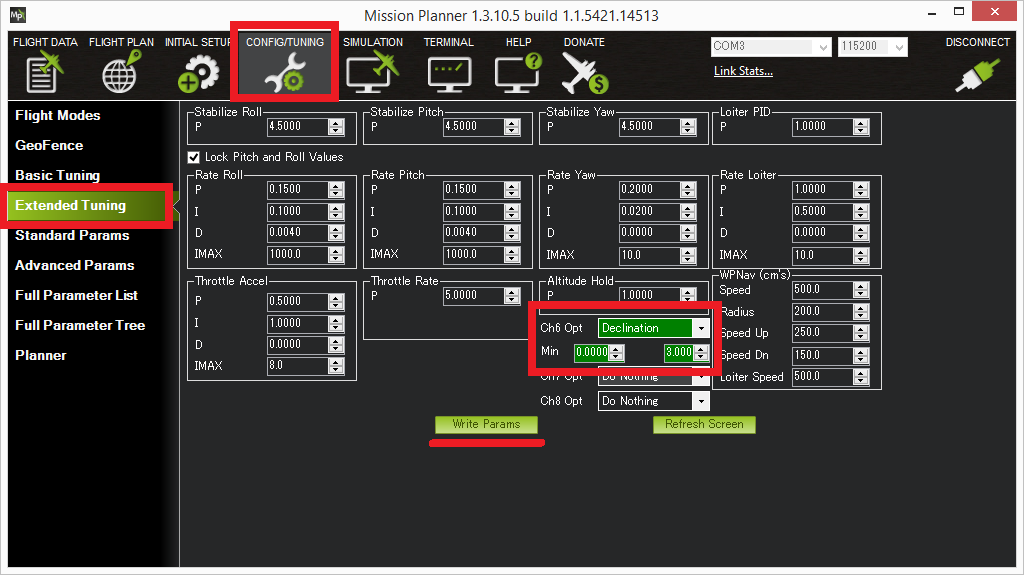 Mp
Mission Planner 1.3.10.5 build 1.1.5421.14513
FLIGHT DATA FLIGHT PLAN INITIAL SETUP CONFIG/TUNING SIMULATION TERMINAL HELP DONATE
COM3 115200 DISCONNECT
Link Stats...
Flight Modes
GeoFence
Basic Tuning
Extended Tuning
Standard Params
Advanced Params
Full Parameter List
Full Parameter Tree
Planner
Stabilize Roll
P 4.5000
Stabilize Pitch
P 4.5000
Stabilize Yaw
P 4.5000
Loiter PID
P 1.0000
Lock Pitch and Roll Values
Rate Roll
P 0.1500
I 0.1000
D 0.0040
IMAX 1000.0
Rate Pitch
P 0.1500
I 0.1000
D 0.0040
IMAX 1000.0
Rate Yaw
P 0.2000
I 0.0200
D 0.0000
IMAX 10.0
Rate Loiter
P 1.0000
I 0.5000
D 0.0000
IMAX 10.0
Throttle Accel
P 0.5000
I 1.0000
D 0.0000
IMAX 8.0
Throttle Rate
P 5.0000
Altitude Hold
P 1.0000
WPNav (cm's)
Speed 500.0
Radius 200.0
Speed Up 250.0
Speed Dn 150.0
Loiter Speed 500.0
Ch6 Opt Declination
Min 0.0000 3.000
Ch7 Opt Do Nothing
Ch8 Opt Do Nothing
Write Params
Refresh Screen